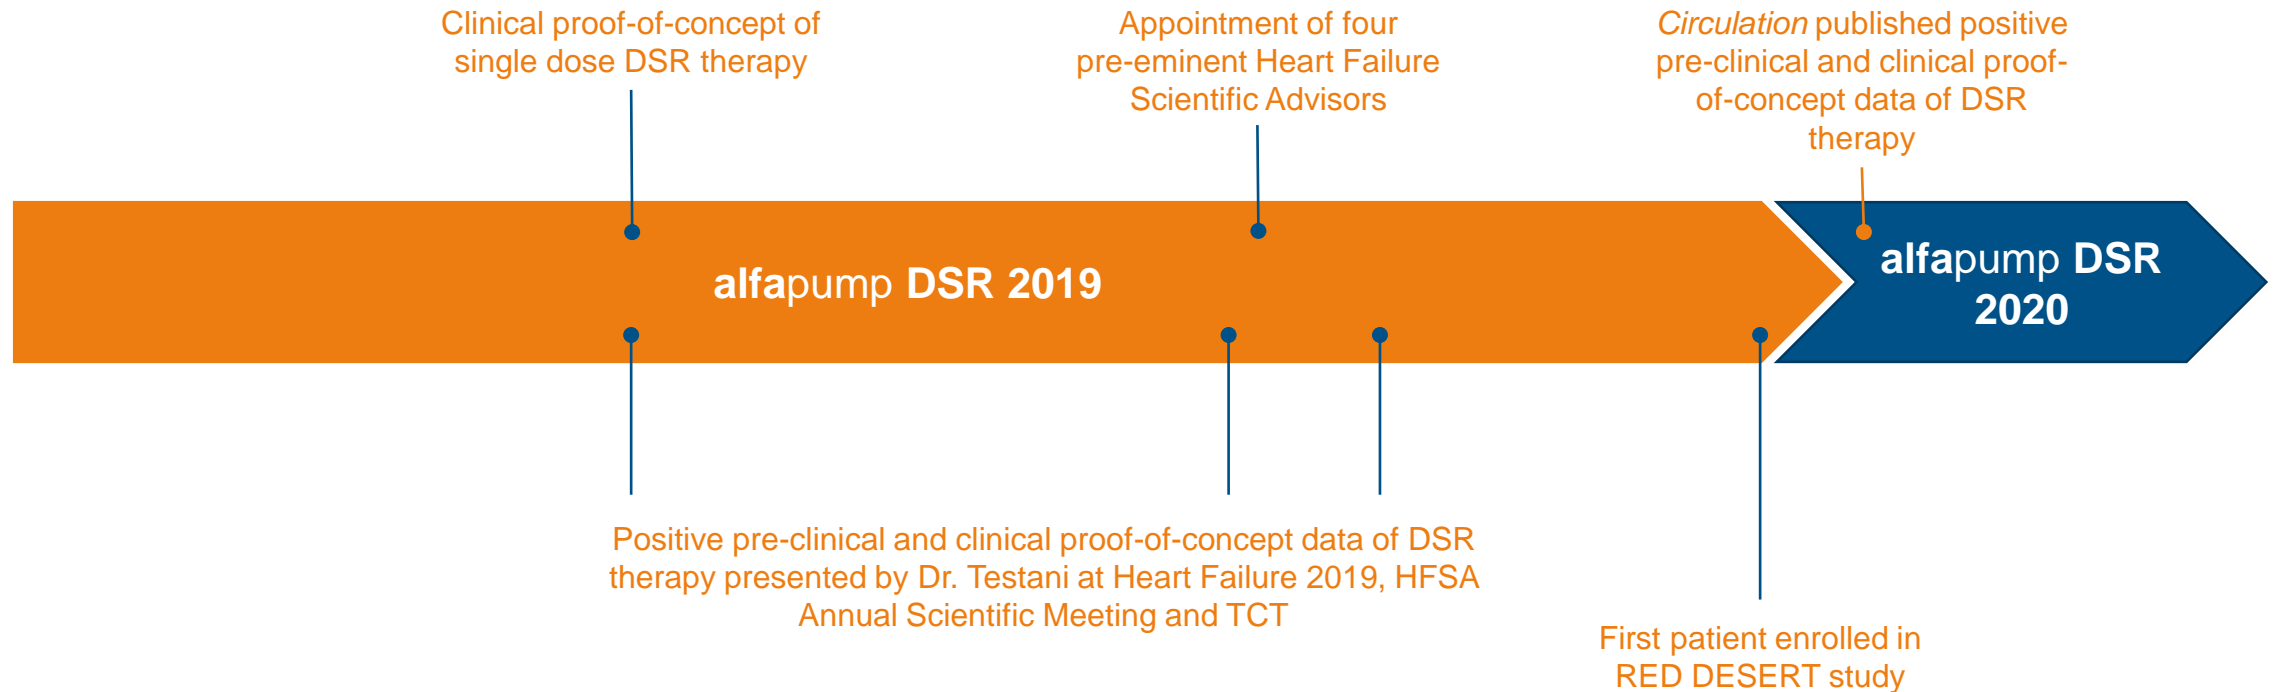 Clinical proof-of-concept of
single dose DSR therapy
Appointment of four
pre-eminent Heart Failure
Scientific Advisors
Circulation published positive
pre-clinical and clinical proof-
of-concept data of DSR
therapy
alfapump DSR 2019
alfapump DSR
2020
Positive pre-clinical and clinical proof-of-concept data of DSR
therapy presented by Dr. Testani at Heart Failure 2019, HFSA
Annual Scientific Meeting and TCT
First patient enrolled in
RED DESERT study